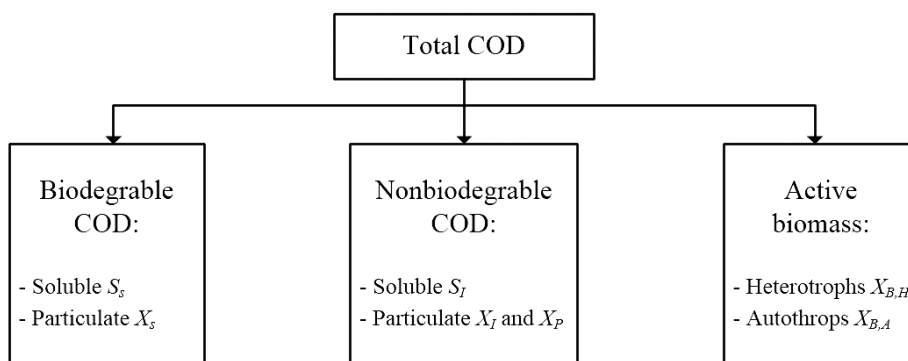 Total COD
Biodegrable
COD:
- Soluble Ss
- Particulate Xs
Nonbiodegrable
COD:
- Soluble SI
- Particulate XI and XP
Active
biomass:
- Heterotrophs XB,H
- Autothrops XB,A